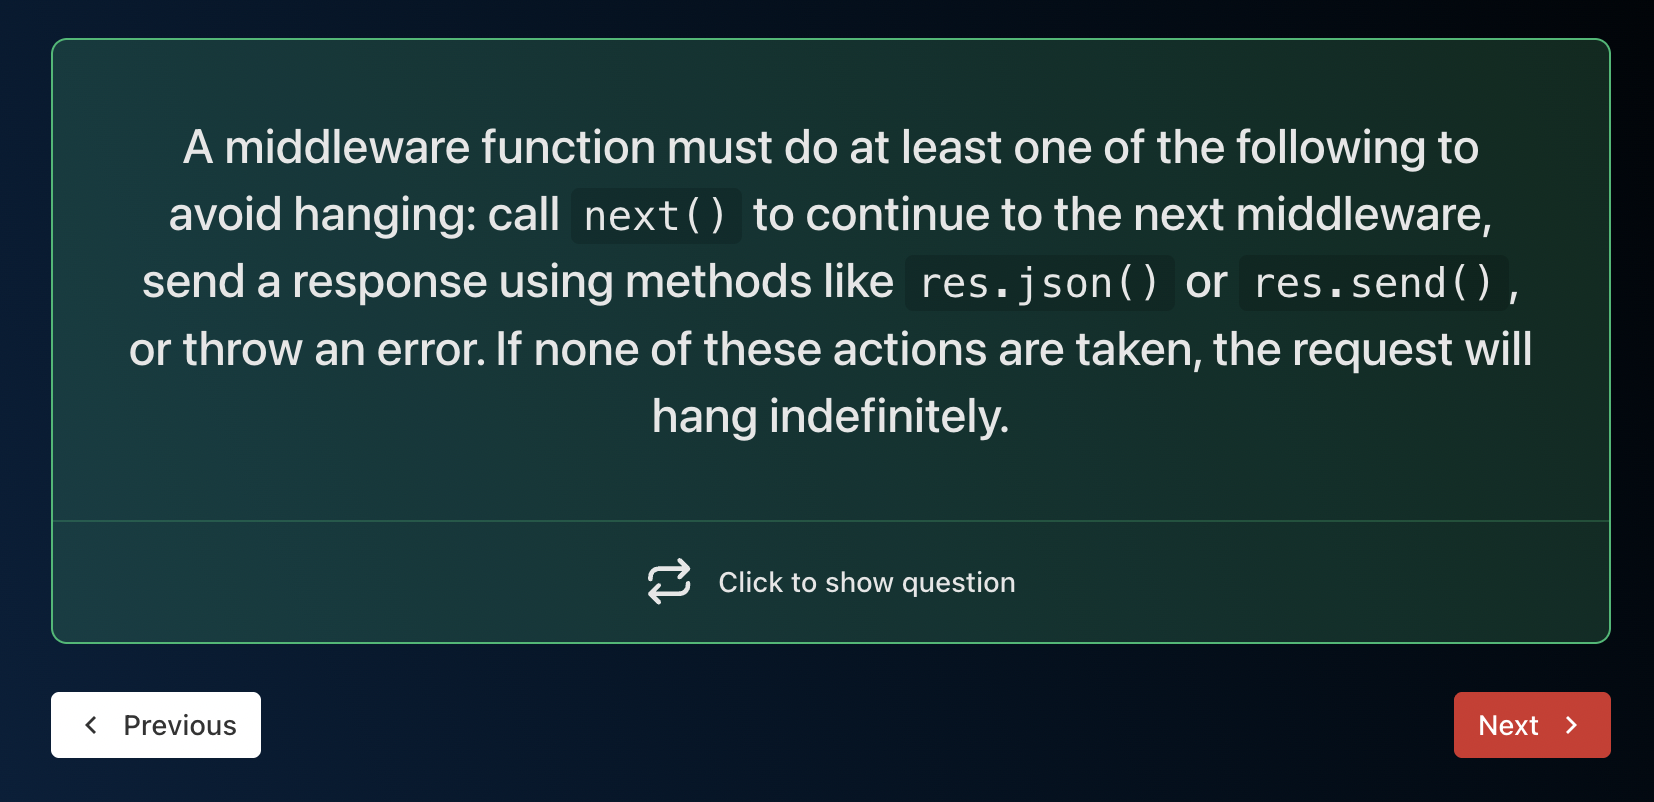 A middleware function must do at least one of the following to
avoid hanging: call next() to continue to the next middleware,
send a response using methods like res.json() or res.send(),
or throw an error. If none of these actions are taken, the request will
hang indefinitely.
Click to show question
Previous
Next